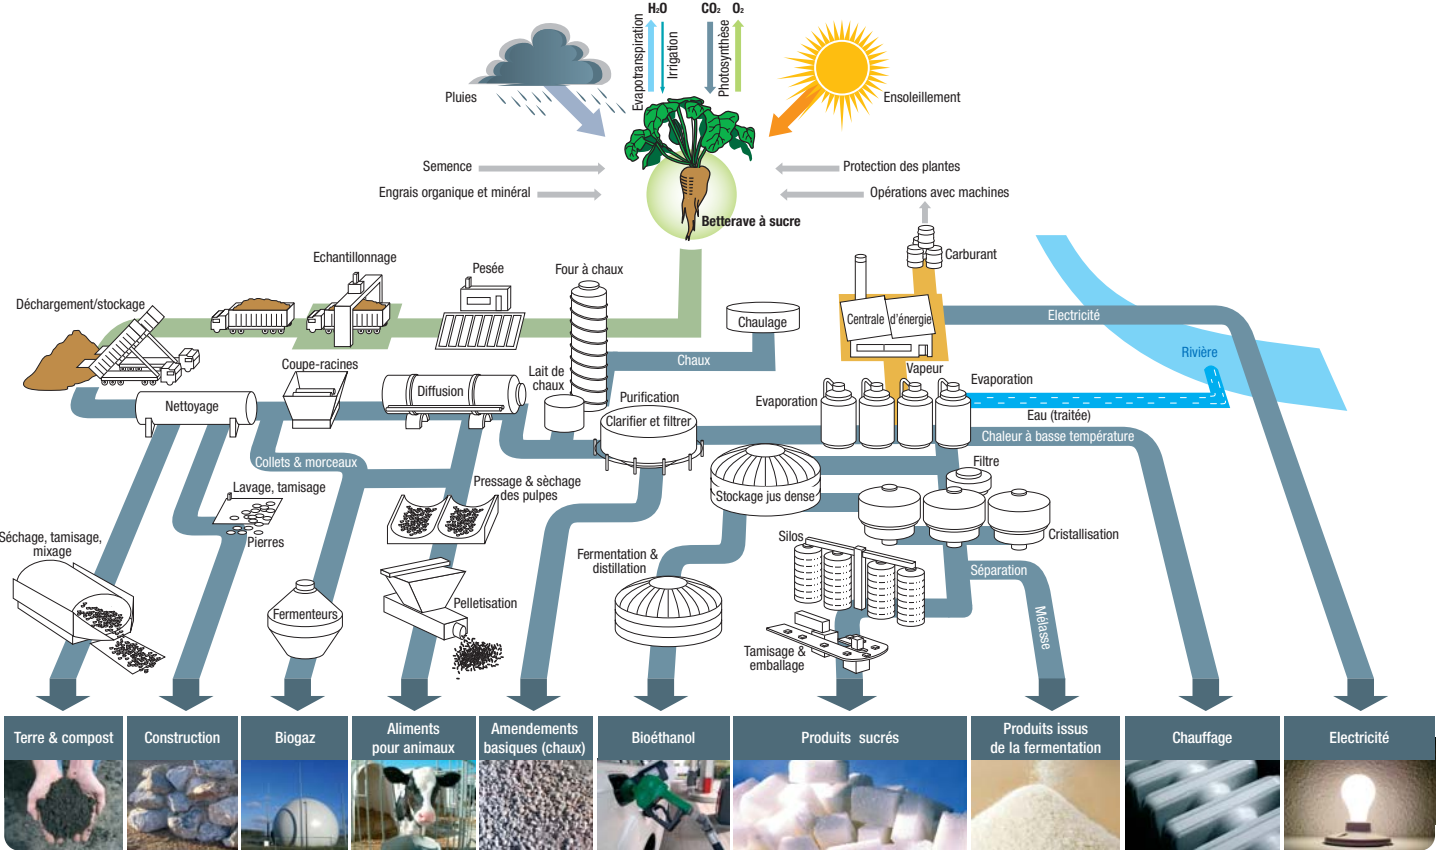 H₂O
CO₂
O₂
Evapotranspiration
Irrigation
Photosynthèse
Pluies
Ensoleillement
Semence
Protection des plantes
Engrais organique et minéral
Opérations avec machines
Betterave à sucre
Carburant
Echantillonnage
Pesée
Four à chaux
Déchargement/stockage
Chaulage
Centrale d'énergie
Electricité
Rivière
Coupe-racines
Chaux
Vapeur
Lait de
chaux
Diffusion
Evaporation
Nettoyage
Purification
Evaporation
Clarifier et filtrer
Eau (traitée)
Chaleur à basse température
Collets & morceaux
Filtre
Lavage, tamisage
Pressage & sèchage
des pulpes
Stockage jus dense
Pierres
Séchage, tamisage,
mixage
Silos
Cristallisation
Fermentation &
distillation
Séparation
Pelletisation
Fermenteurs
Mélasse
Tamisage &
emballage
Terre & compost
Construction
Biogaz
Aliments
pour animaux
Amendements
basiques (chaux)
Bioéthanol
Produits sucrés
Produits issus
de la fermentation
Chauffage
Electricité